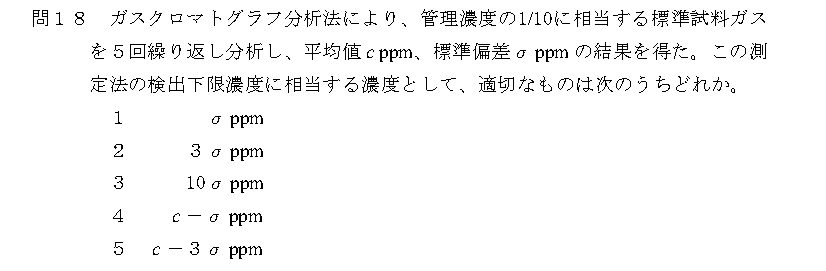 問１８　ガスクロマトグラフ分析法により、管理濃度の1/10に相当する標準試料ガス
を５回繰り返し分析し、平均値 c ppm、標準偏差 σ ppm の結果を得た。この測
定法の検出下限濃度に相当する濃度として、適切なものは次のうちどれか。
１　σ ppm
２　３ σ ppm
３　10 σ ppm
４　c － σ ppm
５　c － ３ σ ppm